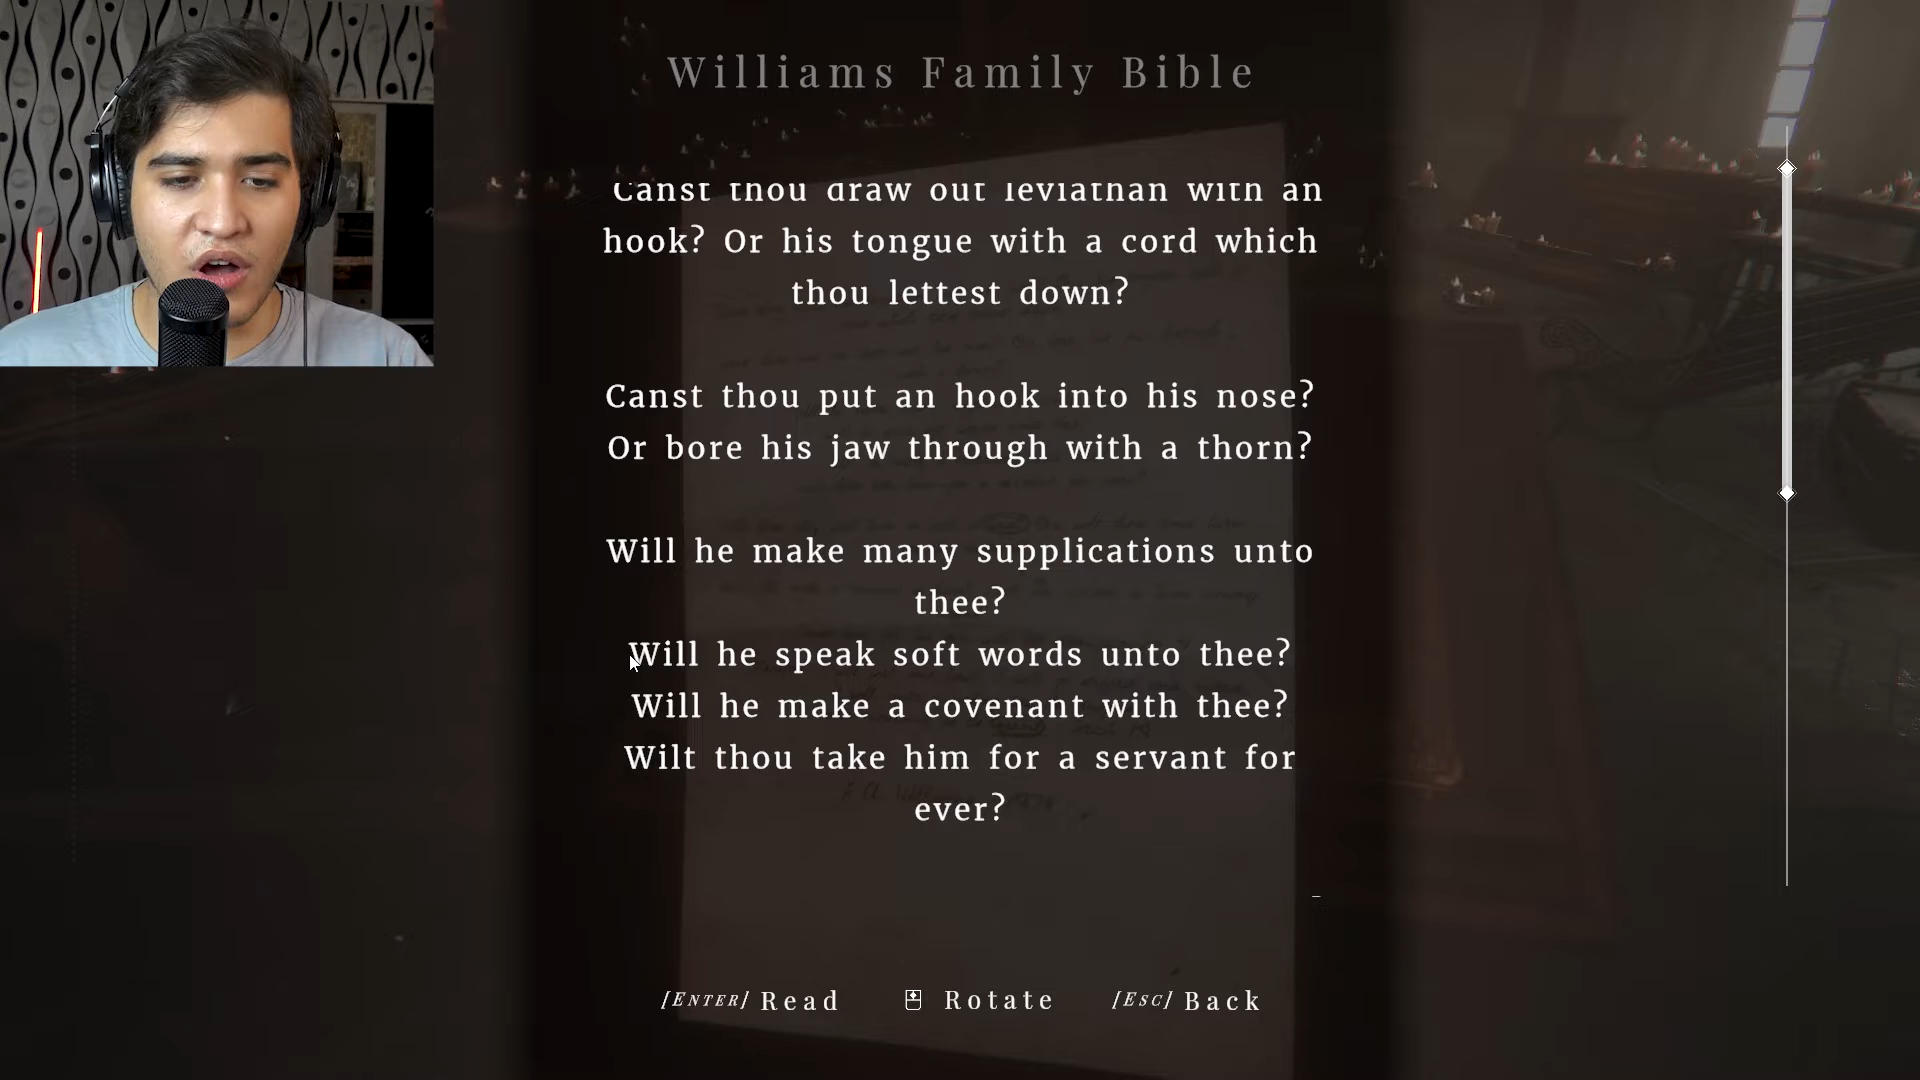 Williams Family Bible
Canst thou draw out leviathan with an
hook? Or his tongue with a cord which
thou lettest down?
Canst thou put an hook into his nose?
Or bore his jaw through with a thorn?
Will he make many supplications unto
thee?
Will he speak soft words unto thee?
Will he make a covenant with thee?
Wilt thou take him for a servant for
ever?
[ENTER] Read Rotate [ESC] Back